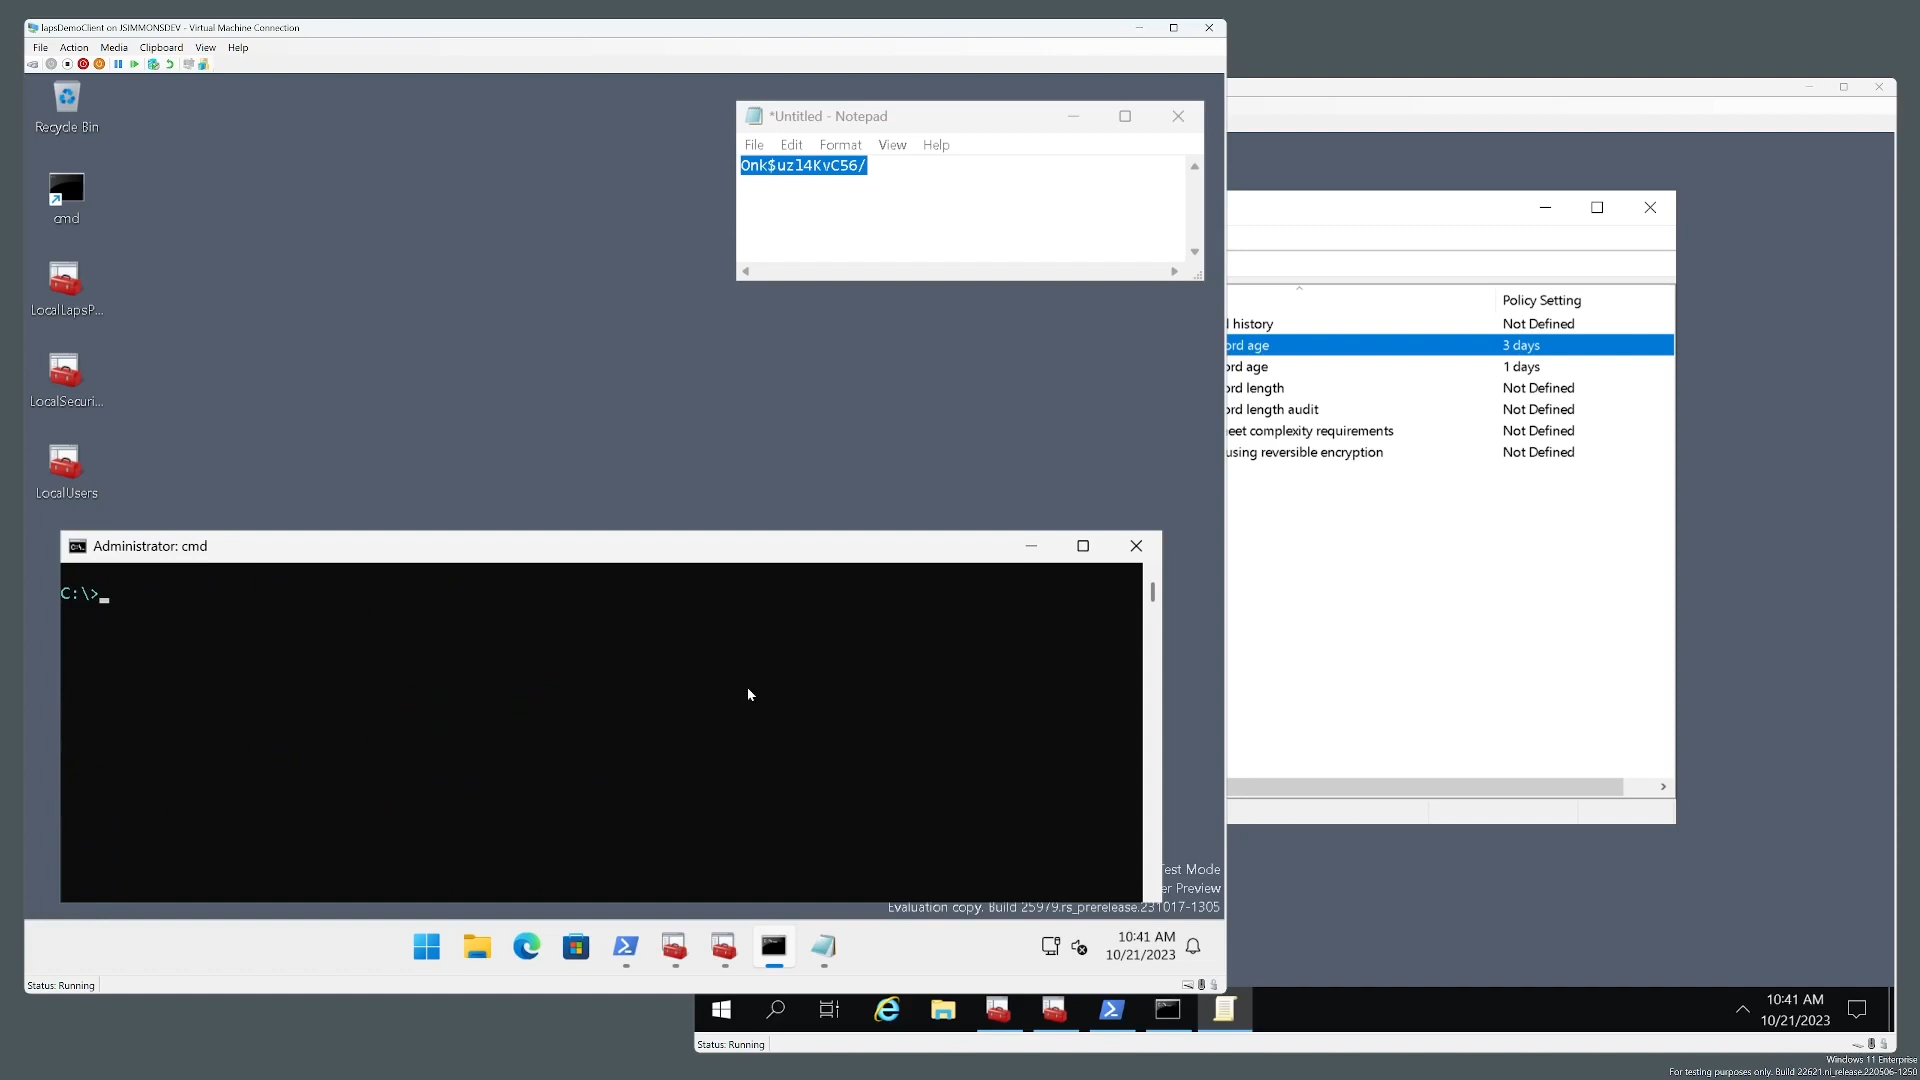 lapsDemoClient on JSIMMONSDEV - Virtual Machine Connection
File Action Media Clipboard View Help
Recycle Bin
cmd
LocalLapsP...
LocalSecuri...
LocalUsers
*Untitled - Notepad
File Edit Format View Help
Onk$uzl4KvC56/
Policy Setting
history Not Defined
ord age 3 days
ord age 1 days
ord length Not Defined
ord length audit Not Defined
eet complexity requirements Not Defined
using reversible encryption Not Defined
Administrator: cmd
C:\>
Test Mode
er Preview
Evaluation copy. Build 25979.rs_prerelease.231017-1305
10:41 AM
10/21/2023
Status: Running
10:41 AM
10/21/2023
Status: Running
Windows 11 Enterprise
For testing purposes only. Build 22621.ni_release.220506-1250